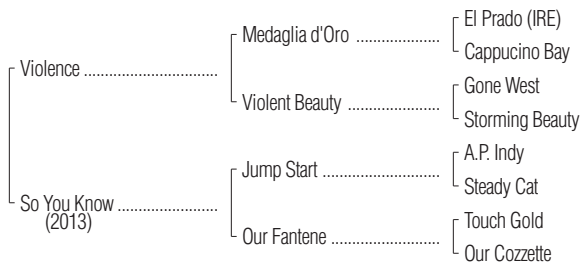 El Prado (IRE)
Medaglia d'Oro ......................
Cappucino Bay
Violence ...................................
Gone West
Violent Beauty ......................
Storming Beauty
A.P. Indy
Jump Start ...........................
Steady Cat
So You Know ..........................
(2013)
Touch Gold
Our Fantene ............................
Our Cozzette